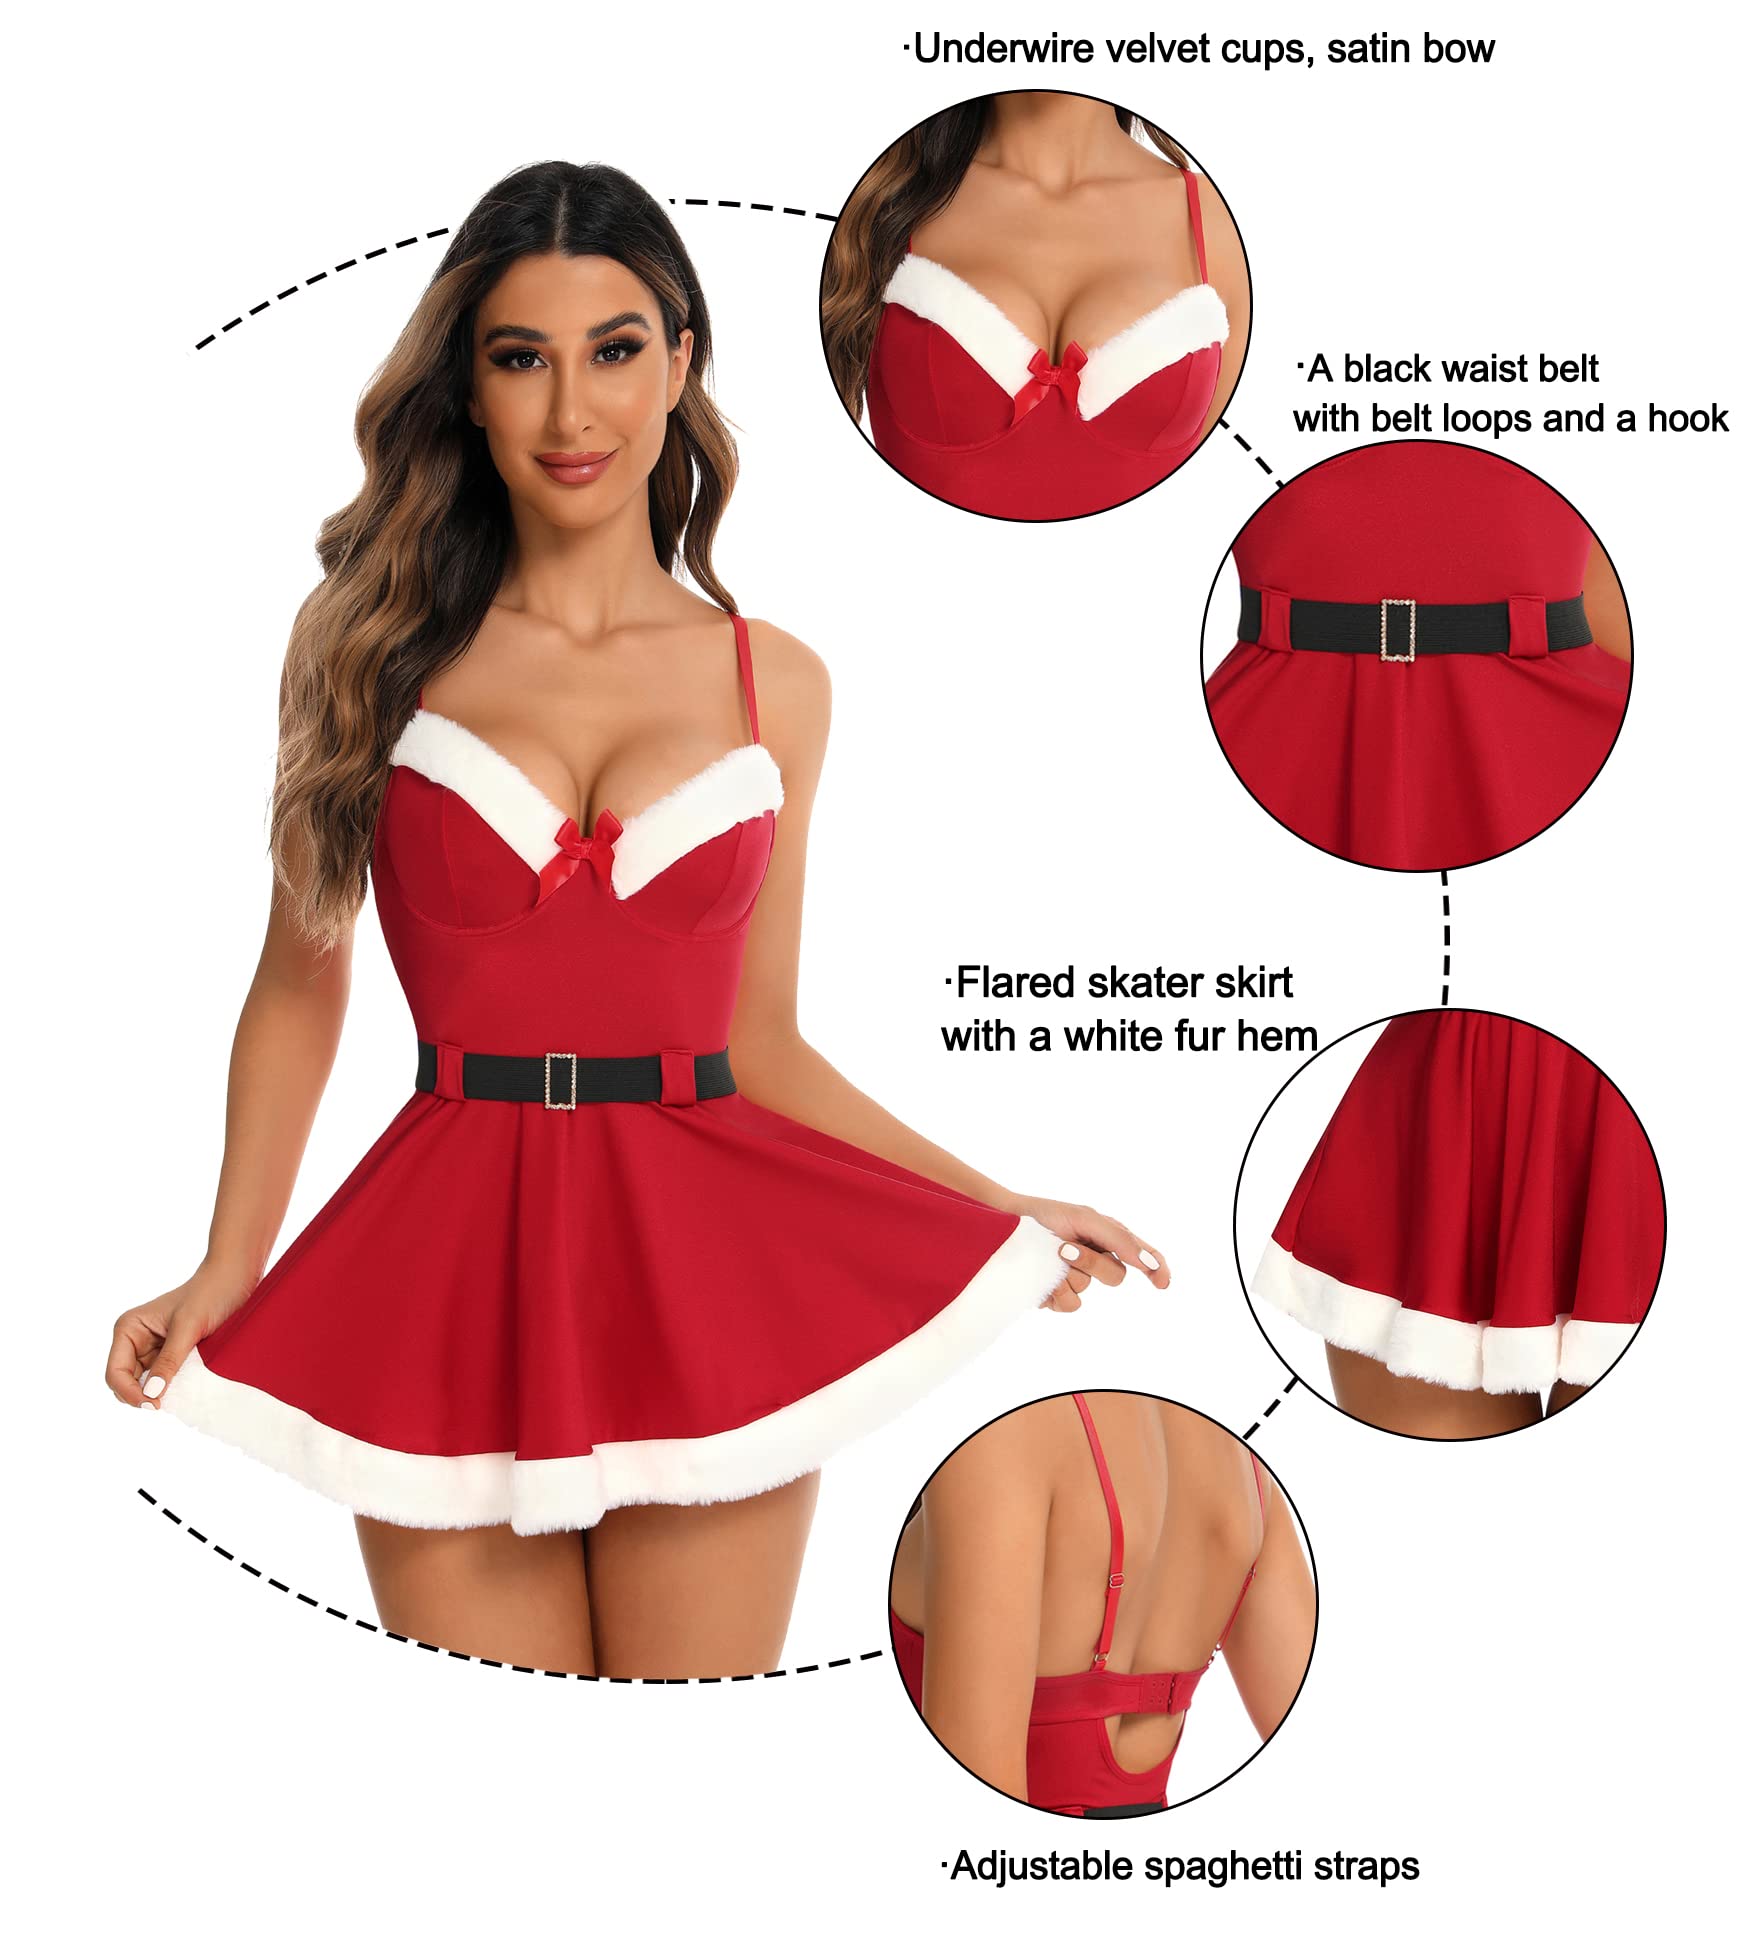 ·Underwire velvet cups, satin bow
·A black waist belt
with belt loops and a hook
·Flared skater skirt
with a white fur hem
·Adjustable spaghetti straps